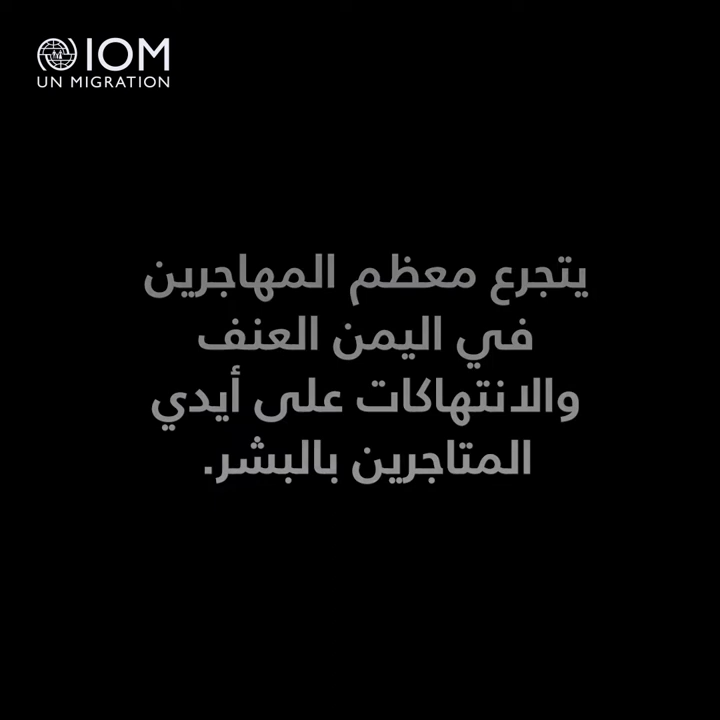 IOM
UN MIGRATION
يتجرع معظم المهاجرين
في اليمن العنف
والانتهاكات على أيدي
المتاجرين بالبشر.